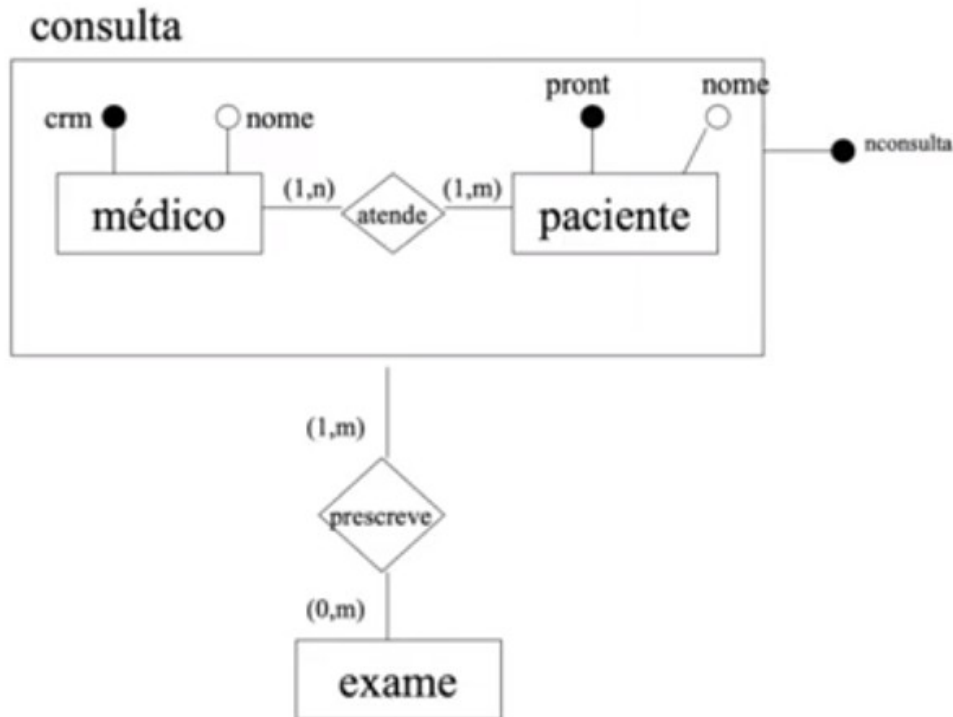 consulta
crm
nome
pront
nome
nconsulta
médico
(1,n)
atende
(1,m)
paciente
(1,m)
prescreve
(0,m)
exame